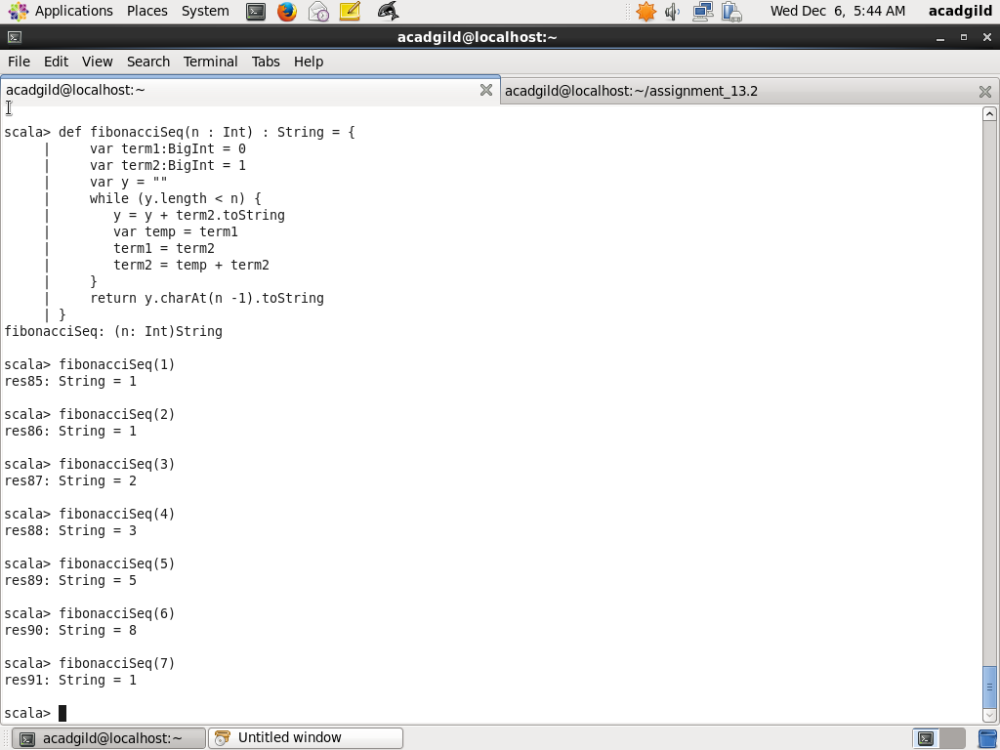 Applications Places System Wed Dec 6, 5:44 AM acadgild
acadgild@localhost:~
File Edit View Search Terminal Tabs Help
acadgild@localhost:~ acadgild@localhost:~/assignment_13.2
scala> def fibonacciSeq(n : Int) : String = {
     |     var term1:BigInt = 0
     |     var term2:BigInt = 1
     |     var y = ""
     |     while (y.length < n) {
     |        y = y + term2.toString
     |        var temp = term1
     |        term1 = term2
     |        term2 = temp + term2
     |     }
     |     return y.charAt(n -1).toString
     | }
fibonacciSeq: (n: Int)String
scala> fibonacciSeq(1)
res85: String = 1
scala> fibonacciSeq(2)
res86: String = 1
scala> fibonacciSeq(3)
res87: String = 2
scala> fibonacciSeq(4)
res88: String = 3
scala> fibonacciSeq(5)
res89: String = 5
scala> fibonacciSeq(6)
res90: String = 8
scala> fibonacciSeq(7)
res91: String = 1
scala>
acadgild@localhost:~ Untitled window